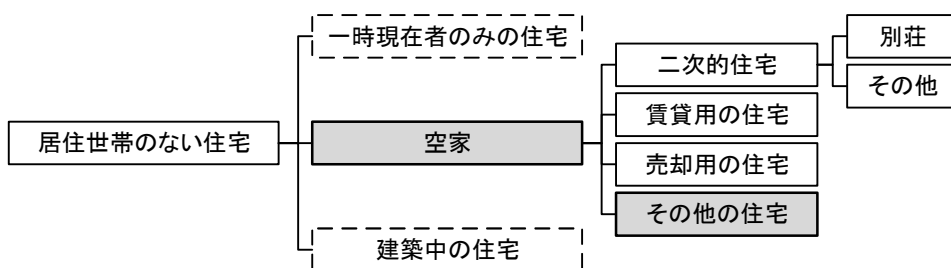 一時現在者のみの住宅
別荘
二次的住宅
その他
賃貸用の住宅
居住世帯のない住宅
空家
売却用の住宅
その他の住宅
建築中の住宅